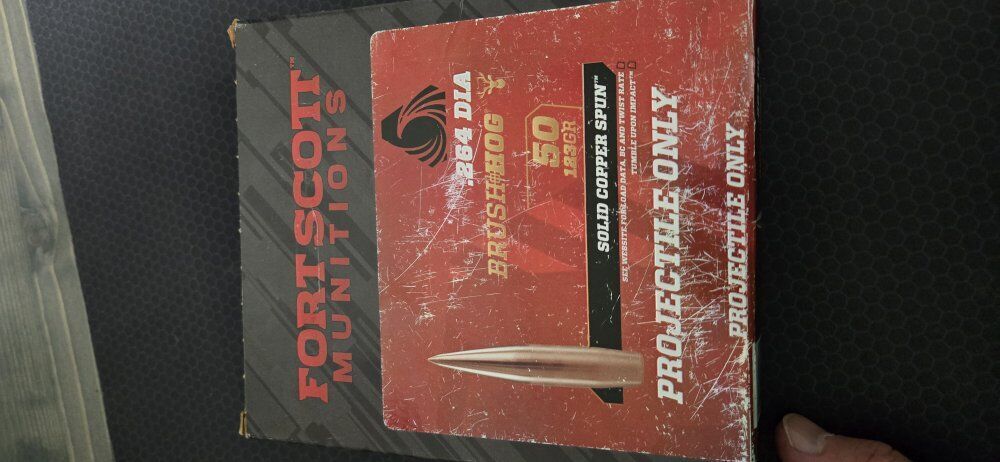 FORT SCOTT™
MUNITIONS
.264 DIA
BRUSH HOG
50
123GR
SOLID COPPER SPUN™
SEE WEBSITE FOR LOAD DATA, BC AND TWIST RATE
TUMBLE UPON IMPACT™
PROJECTILE ONLY
PROJECTILE ONLY